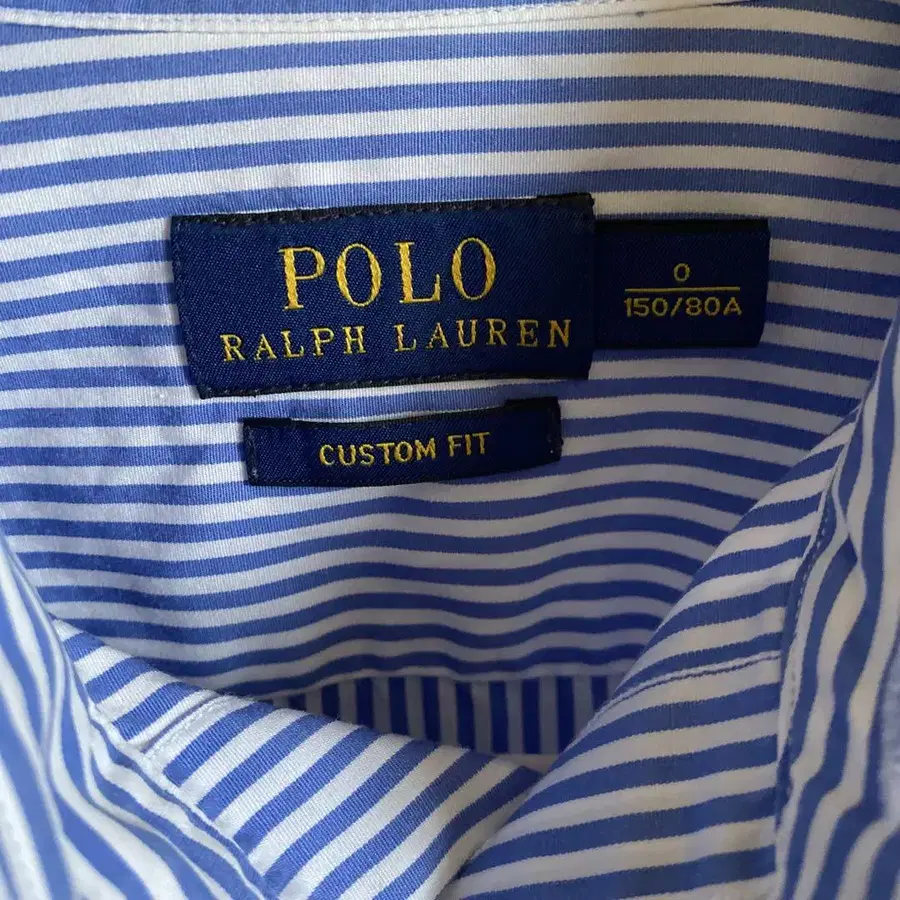 POLO
RALPH LAUREN
0
150/80A
CUSTOM FIT